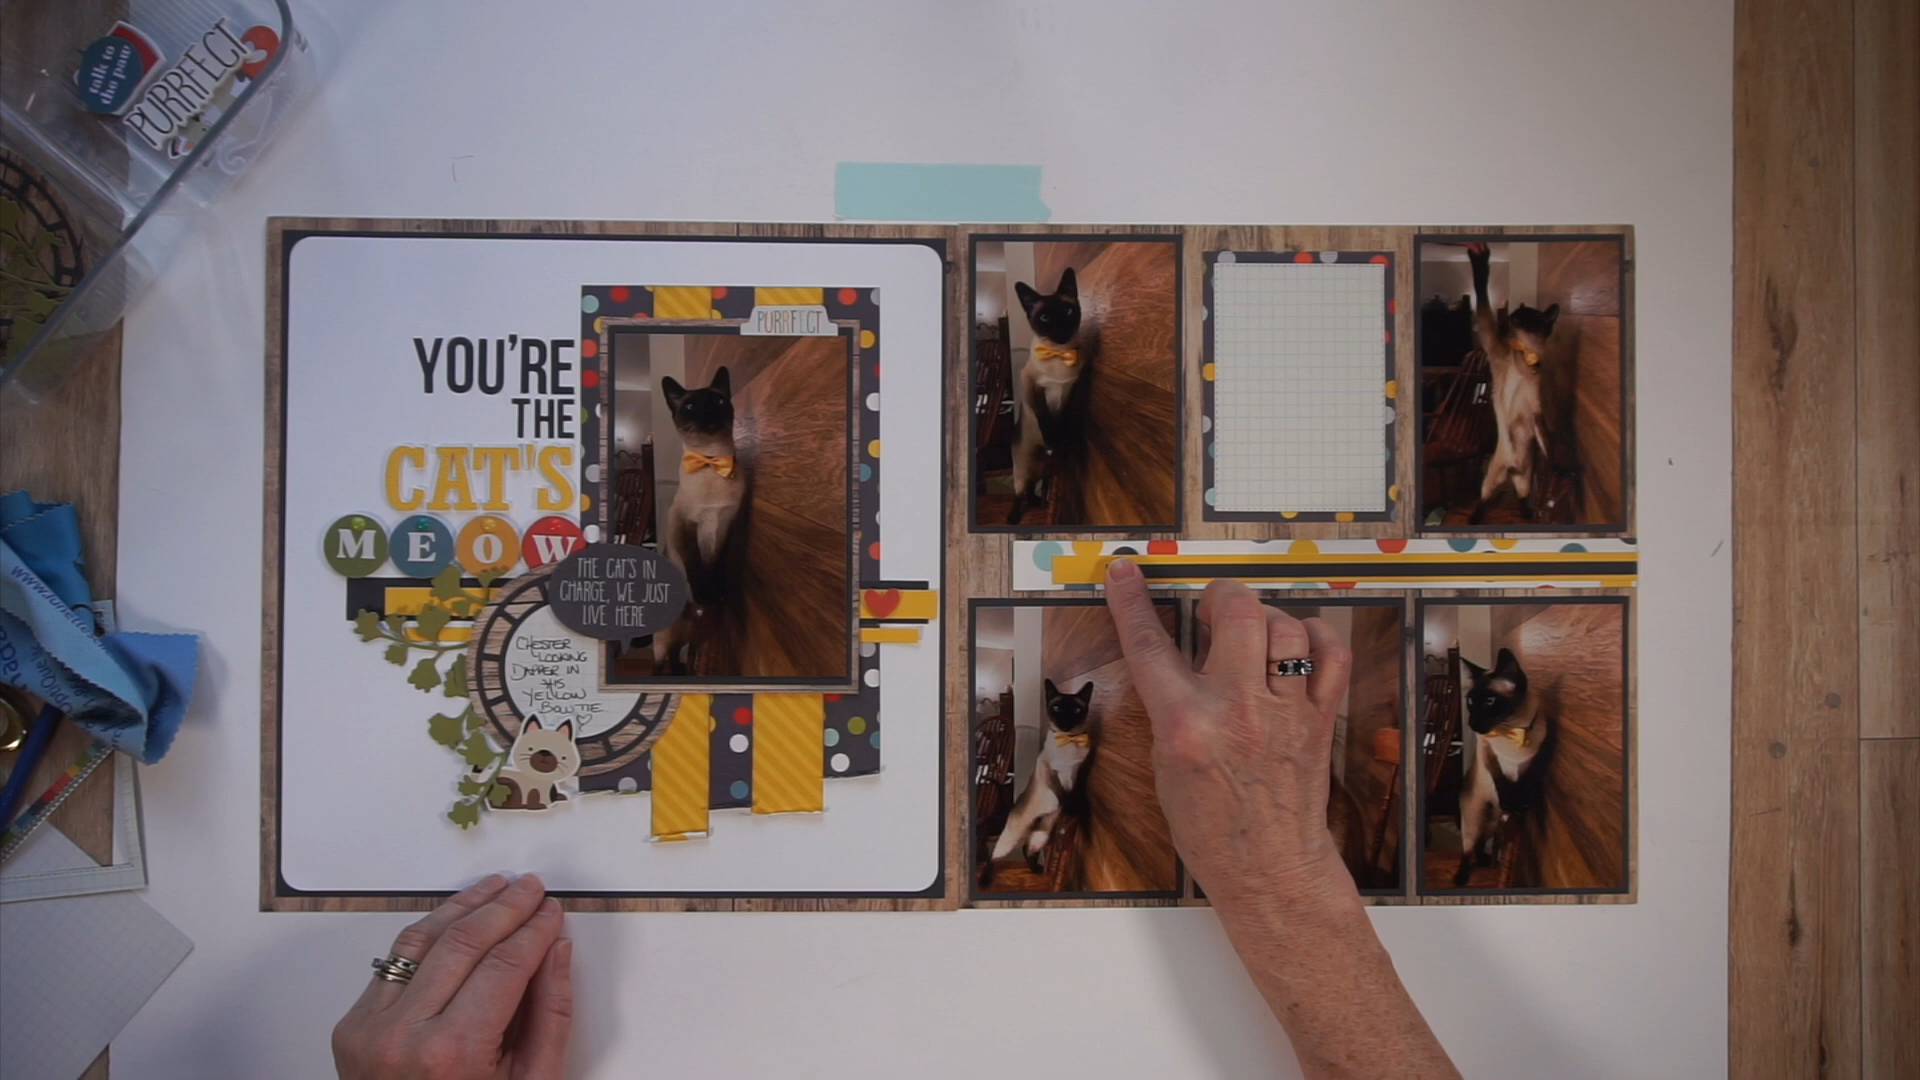 talk to
the paw
PURRFECT
PURRFECT
YOU'RE
THE
CAT'S
MEOW
THE CAT'S IN
CHARGE, WE JUST
LIVE HERE
CHESTER
LOOKING
DAPPER IN
HIS
YELLOW
BOWTIE